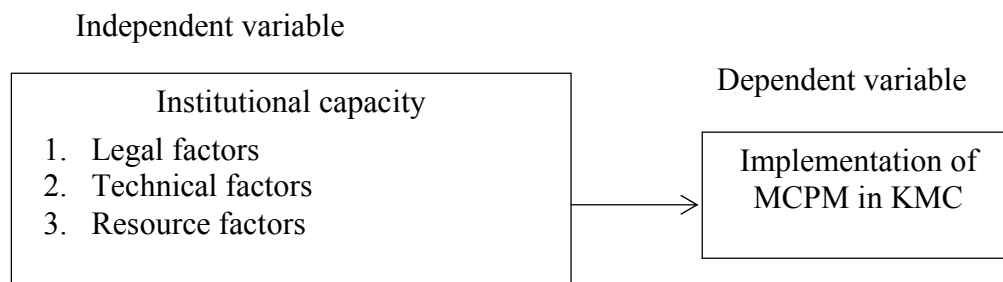 Independent variable
Institutional capacity
1. Legal factors
2. Technical factors
3. Resource factors
Dependent variable
Implementation of
MCPM in KMC